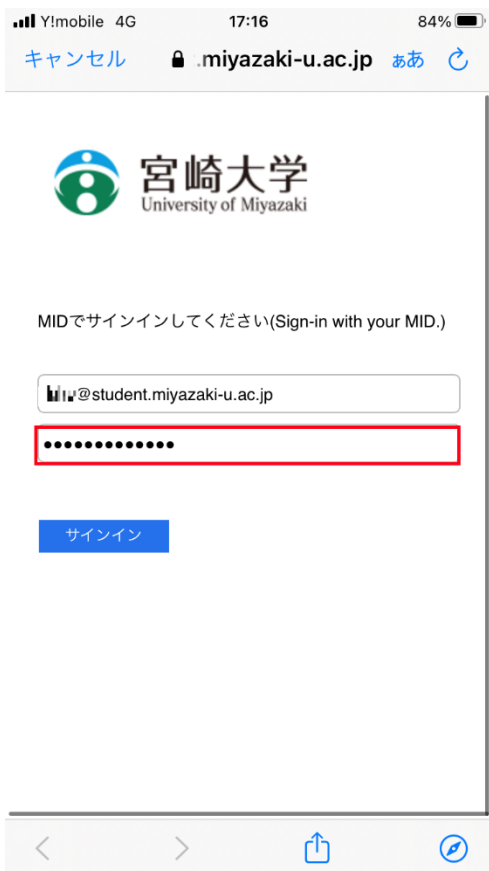 Y!mobile 4G 17:16 84%
キャンセル .miyazaki-u.ac.jp ぁあ
宮崎大学
University of Miyazaki
MIDでサインインしてください(Sign-in with your MID.)
@student.miyazaki-u.ac.jp
•••••••••••••
サインイン